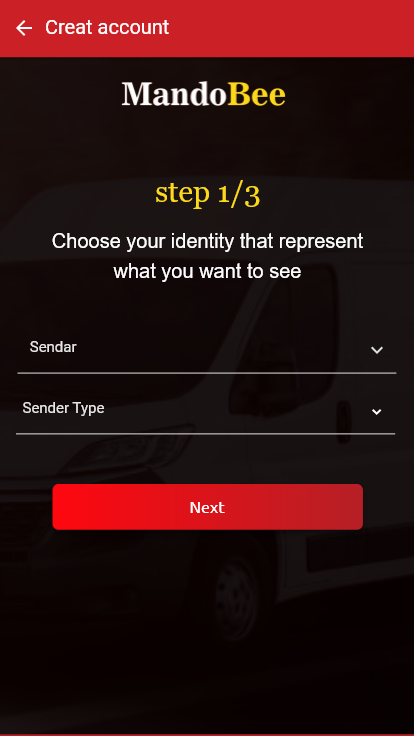 Creat account
MandoBee
step 1/3
Choose your identity that represent
what you want to see
Sendar
Sender Type
Next